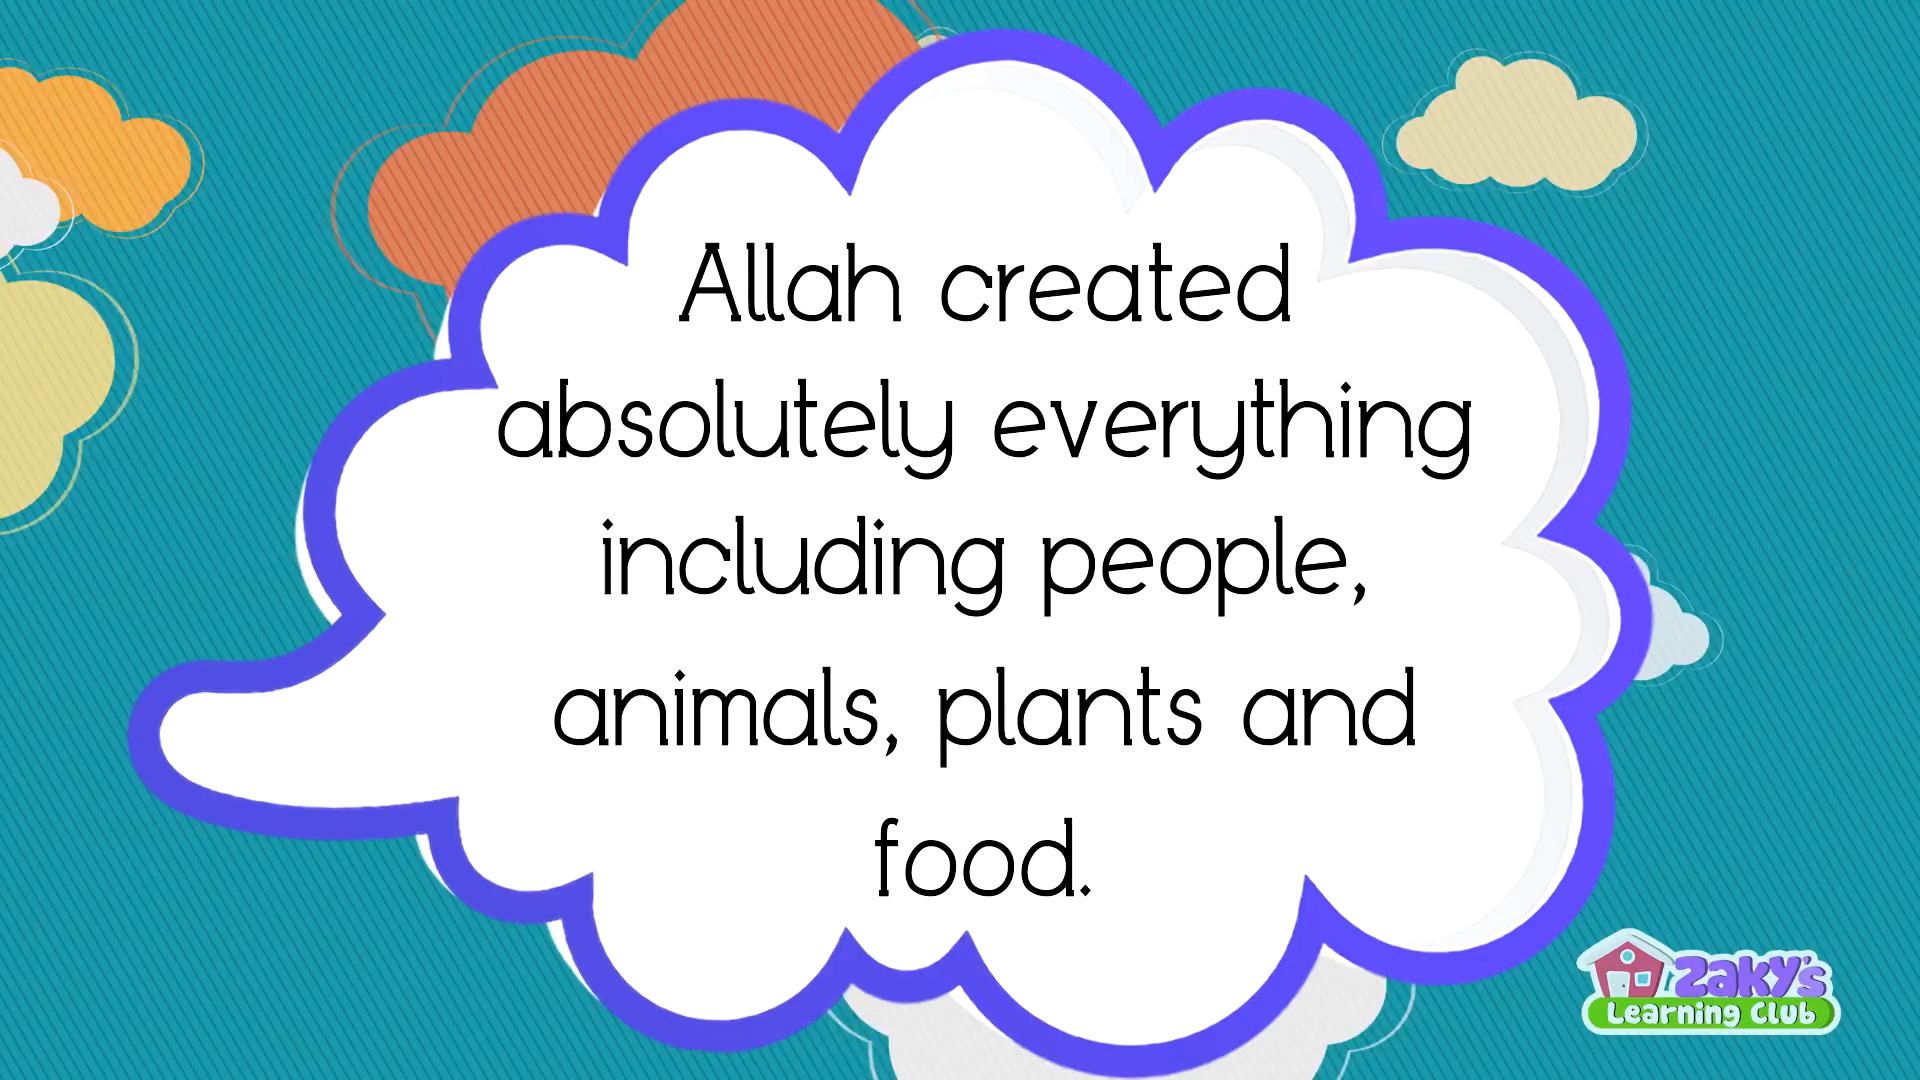 Allah created
absolutely everything
including people,
animals, plants and
food.
Zaky's
Learning Club